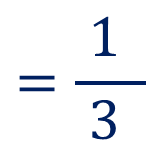 = 1/3